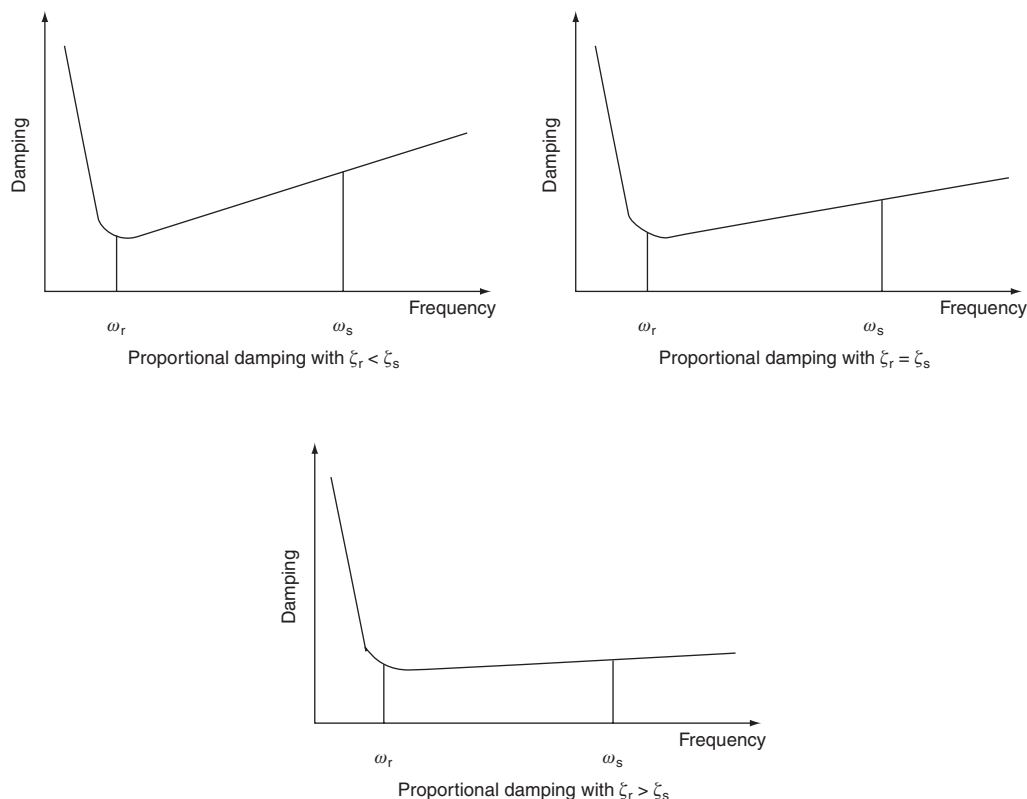 Damping
Frequency
ωr
ωs
Proportional damping with ζr < ζs
Damping
Frequency
ωr
ωs
Proportional damping with ζr = ζs
Damping
Frequency
ωr
ωs
Proportional damping with ζr > ζs